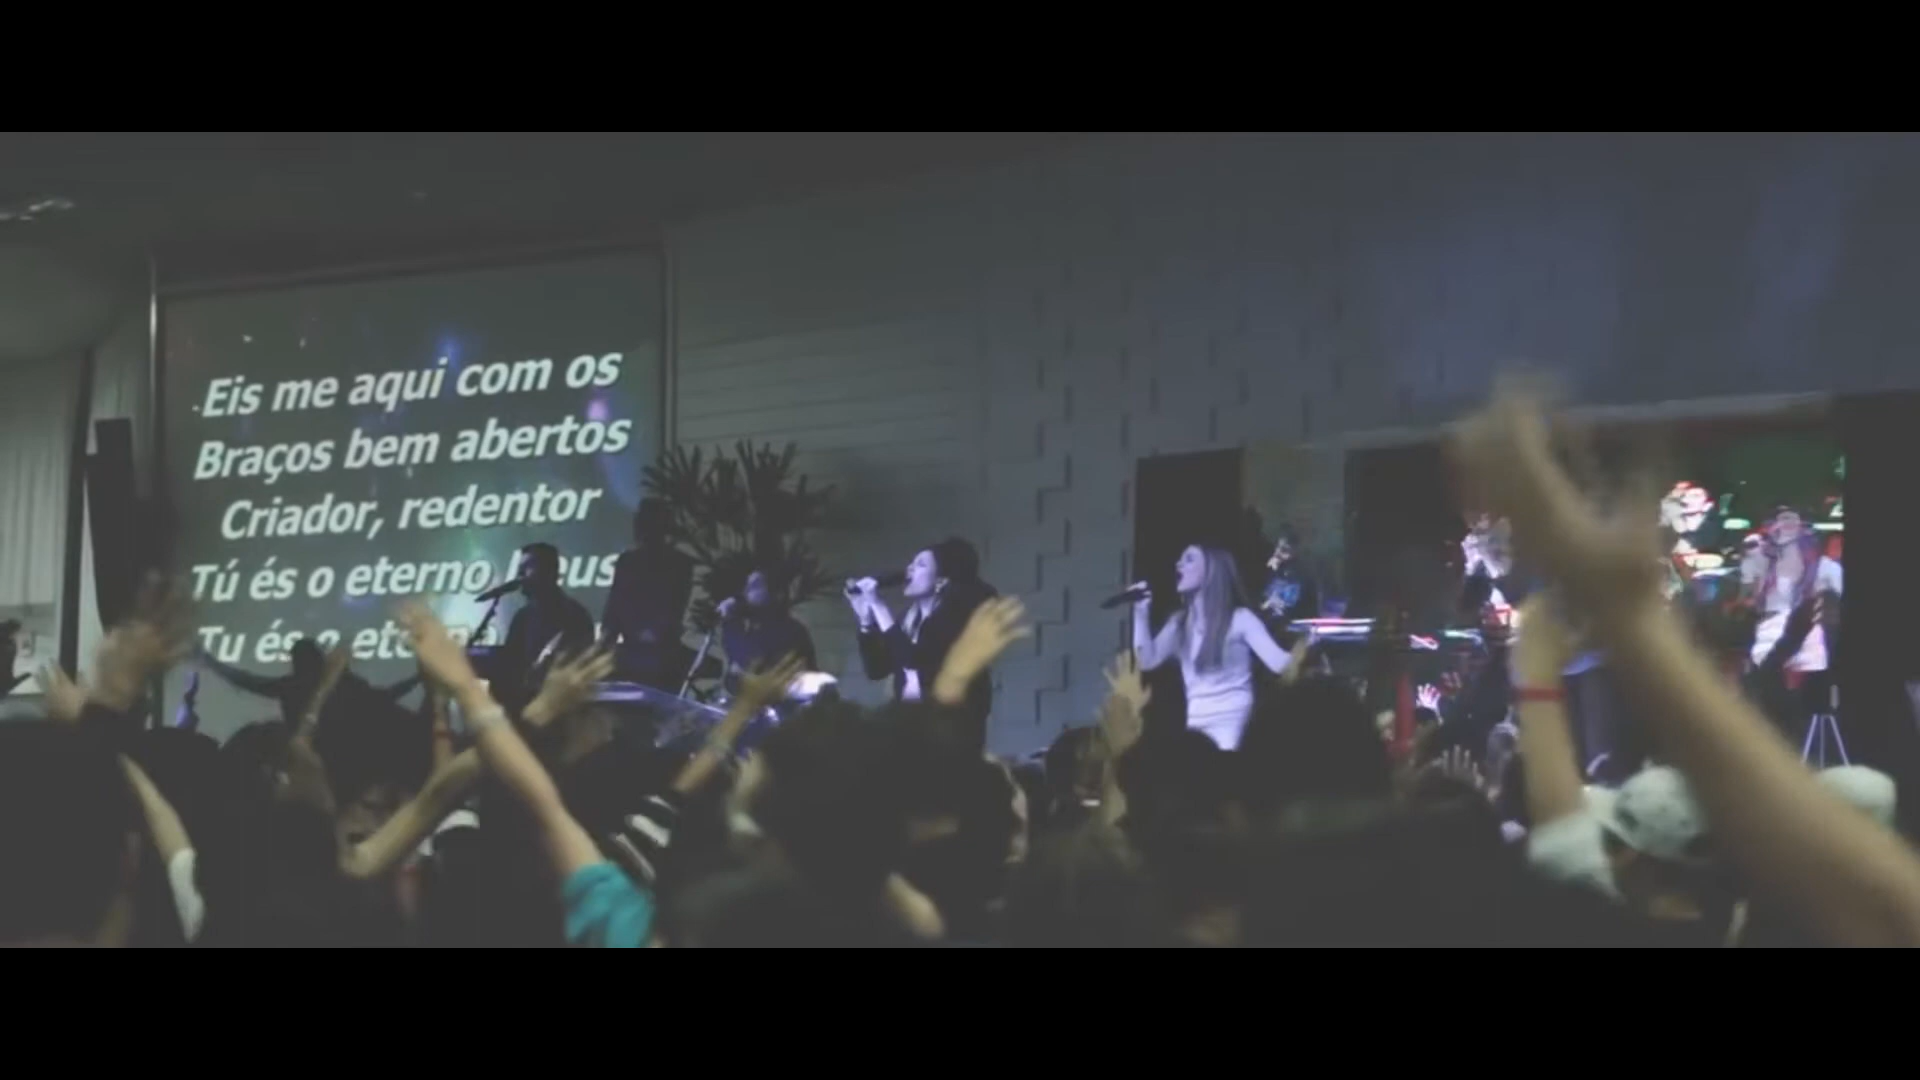 Eis me aqui com os
Braços bem abertos
Criador, redentor
Tú és o eterno
Tu és o